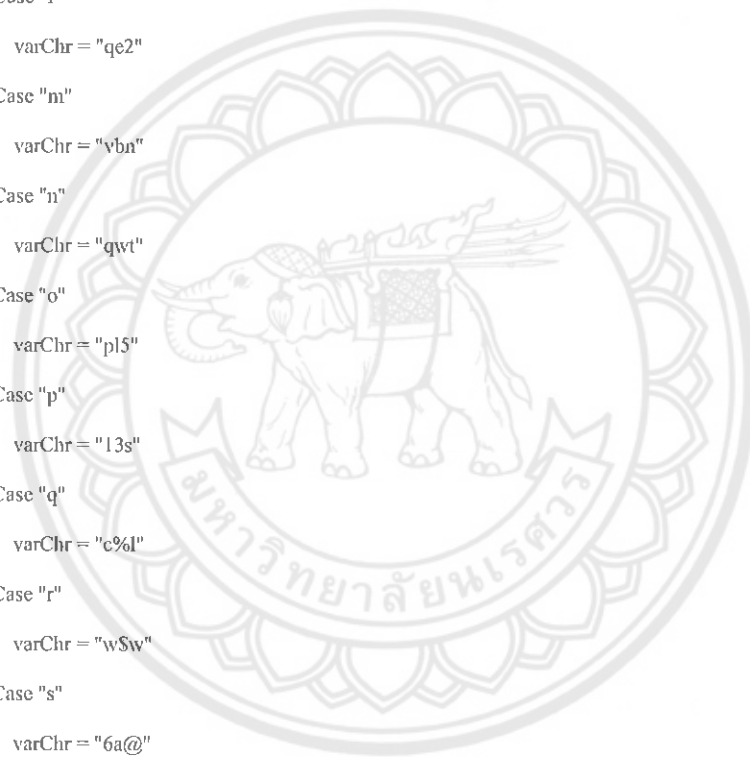 varChr = "qe2"
Case "m"
varChr = "vbn"
Case "n"
varChr = "qwt"
Case "o"
varChr = "pl5"
Case "p"
varChr = "13s"
Case "q"
varChr = "c%l"
Case "r"
varChr = "w$w"
Case "s"
varChr = "6a@"
มหาวิทยาลัยนเรศวร